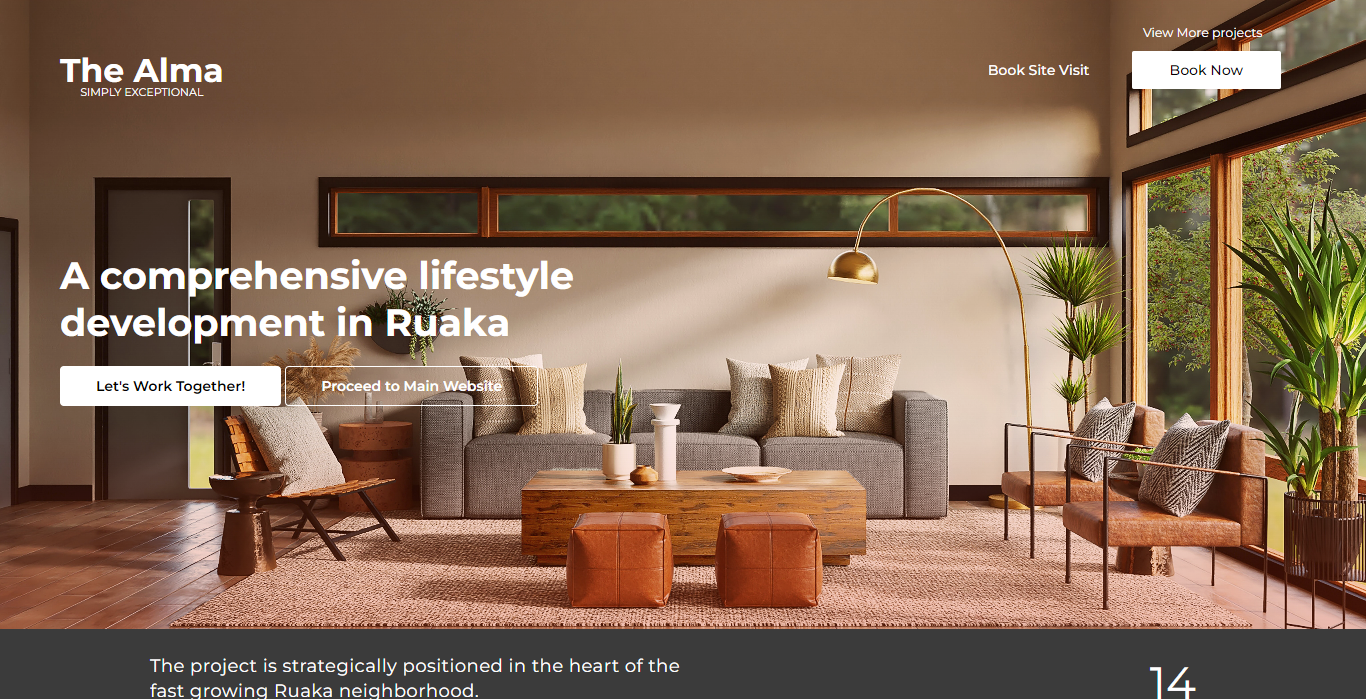 View More projects
The Alma
SIMPLY EXCEPTIONAL
Book Site Visit
Book Now
A comprehensive lifestyle
development in Ruaka
Let's Work Together!
Proceed to Main Website
The project is strategically positioned in the heart of the
fast growing Ruaka neighborhood.
14